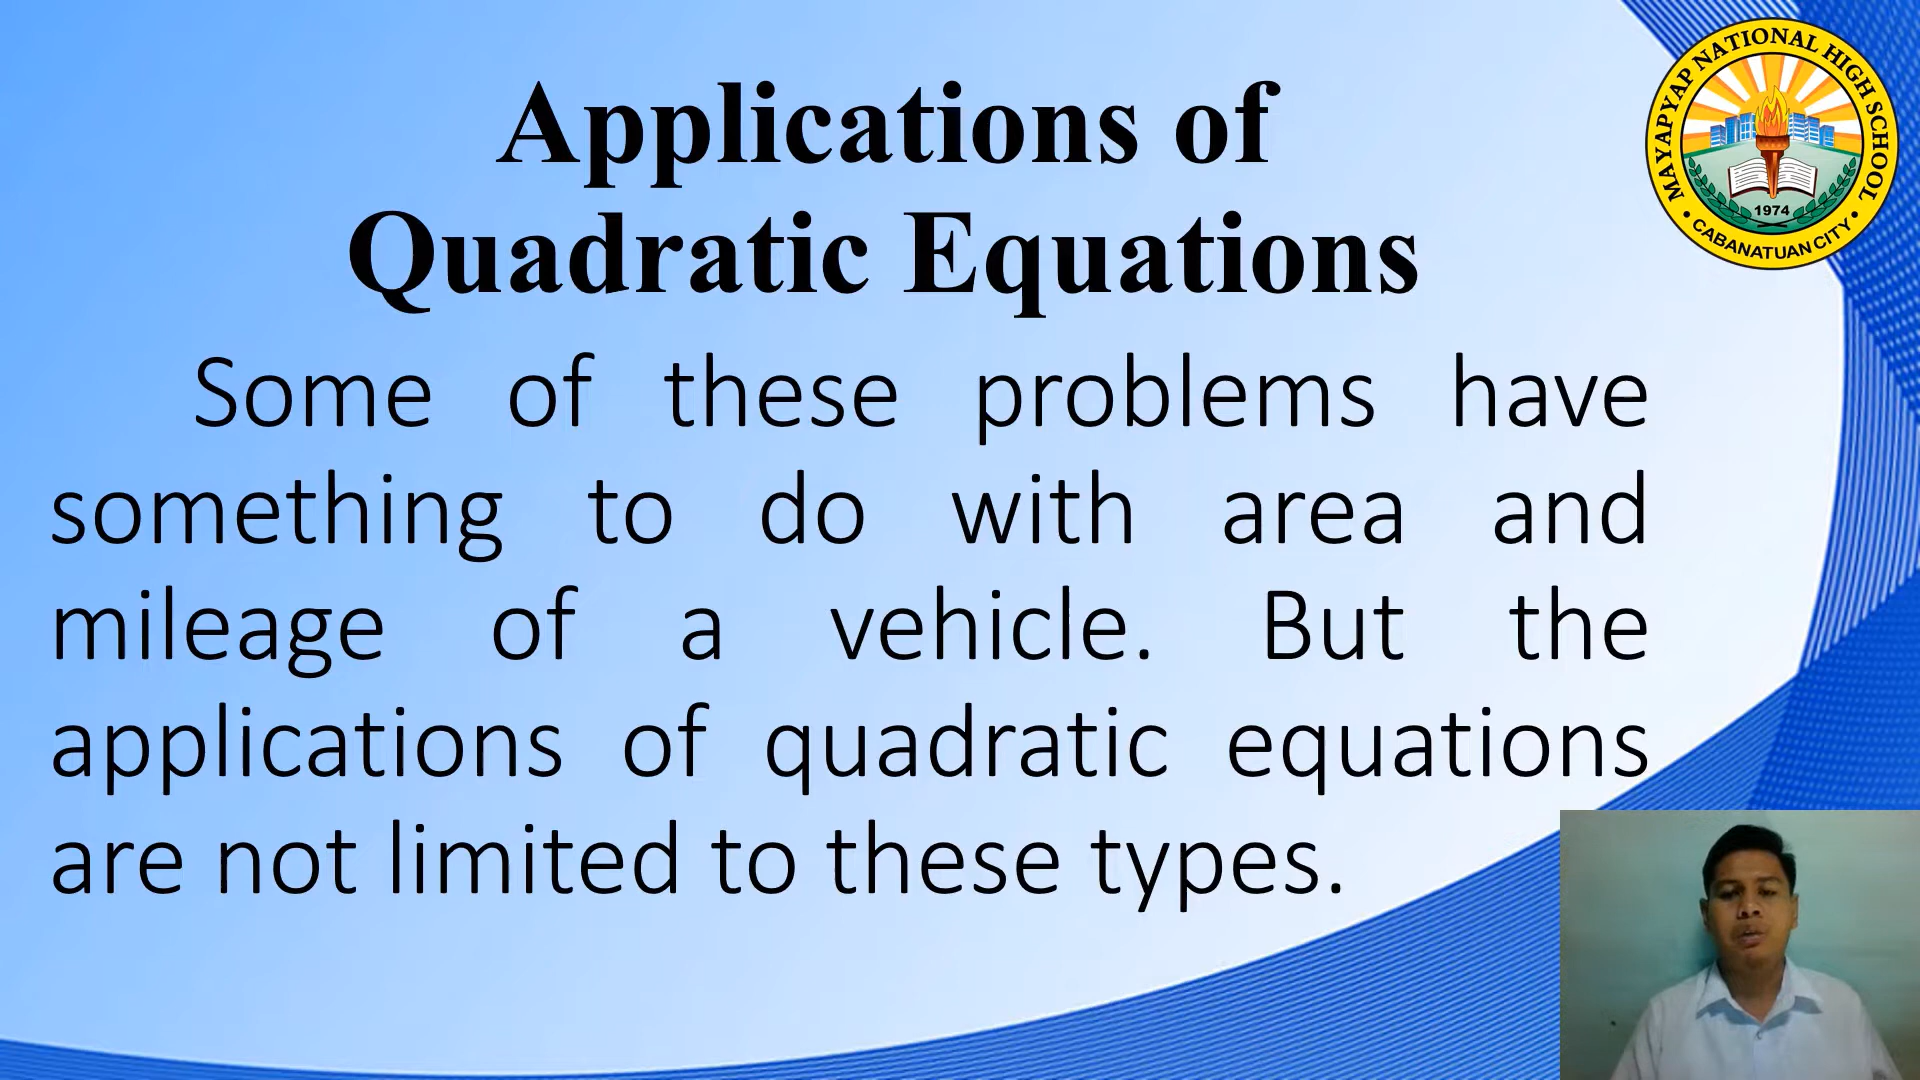 Applications of
Quadratic Equations
Some of these problems have
something to do with area and
mileage of a vehicle. But the
applications of quadratic equations
are not limited to these types.
MAYAPYAP NATIONAL HIGH SCHOOL
1974
• CABANATUAN CITY •